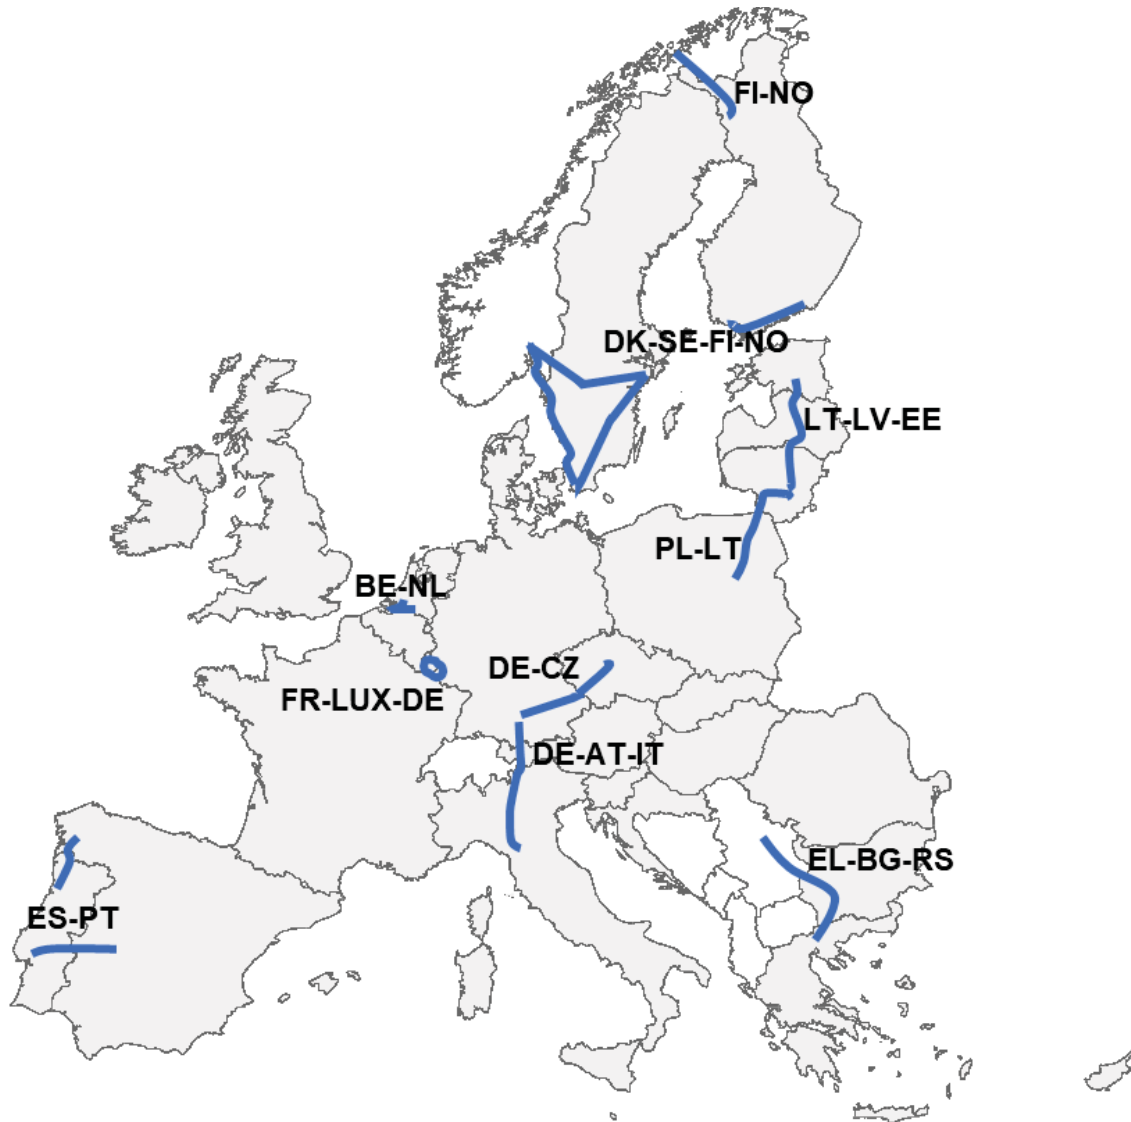 FI-NO
DK-SE-FI-NO
LT-LV-EE
PL-LT
BE-NL
DE-CZ
FR-LUX-DE
DE-AT-IT
EL-BG-RS
ES-PT